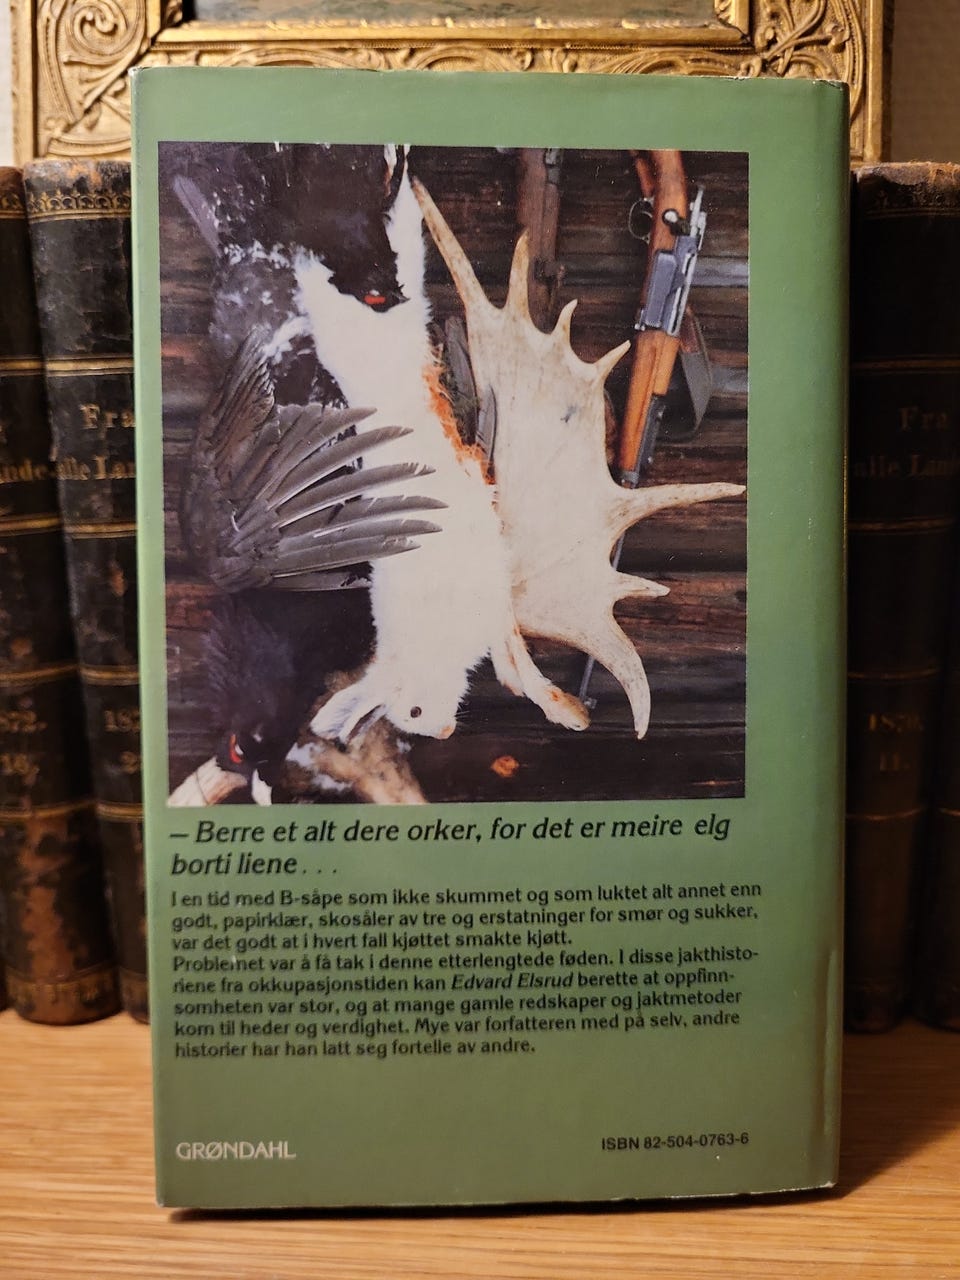 – Berre et alt dere orker, for det er meire elg
borti liene . . .
I en tid med B-såpe som ikke skummet og som luktet alt annet enn
godt, papirklær, skosåler av tre og erstatninger for smør og sukker,
var det godt at i hvert fall kjøttet smakte kjøtt.
Problemet var å få tak i denne etterlengtede føden. I disse jakthisto-
riene fra okkupasjonstiden kan Edvard Elsrud berette at oppfinn-
somheten var stor, og at mange gamle redskaper og jaktmetoder
kom til heder og verdighet. Mye var forfatteren med på selv, andre
historier har han latt seg fortelle av andre.
GRØNDAHL
ISBN 82-504-0763-6
Fra
Fra
1872.
16.
11.